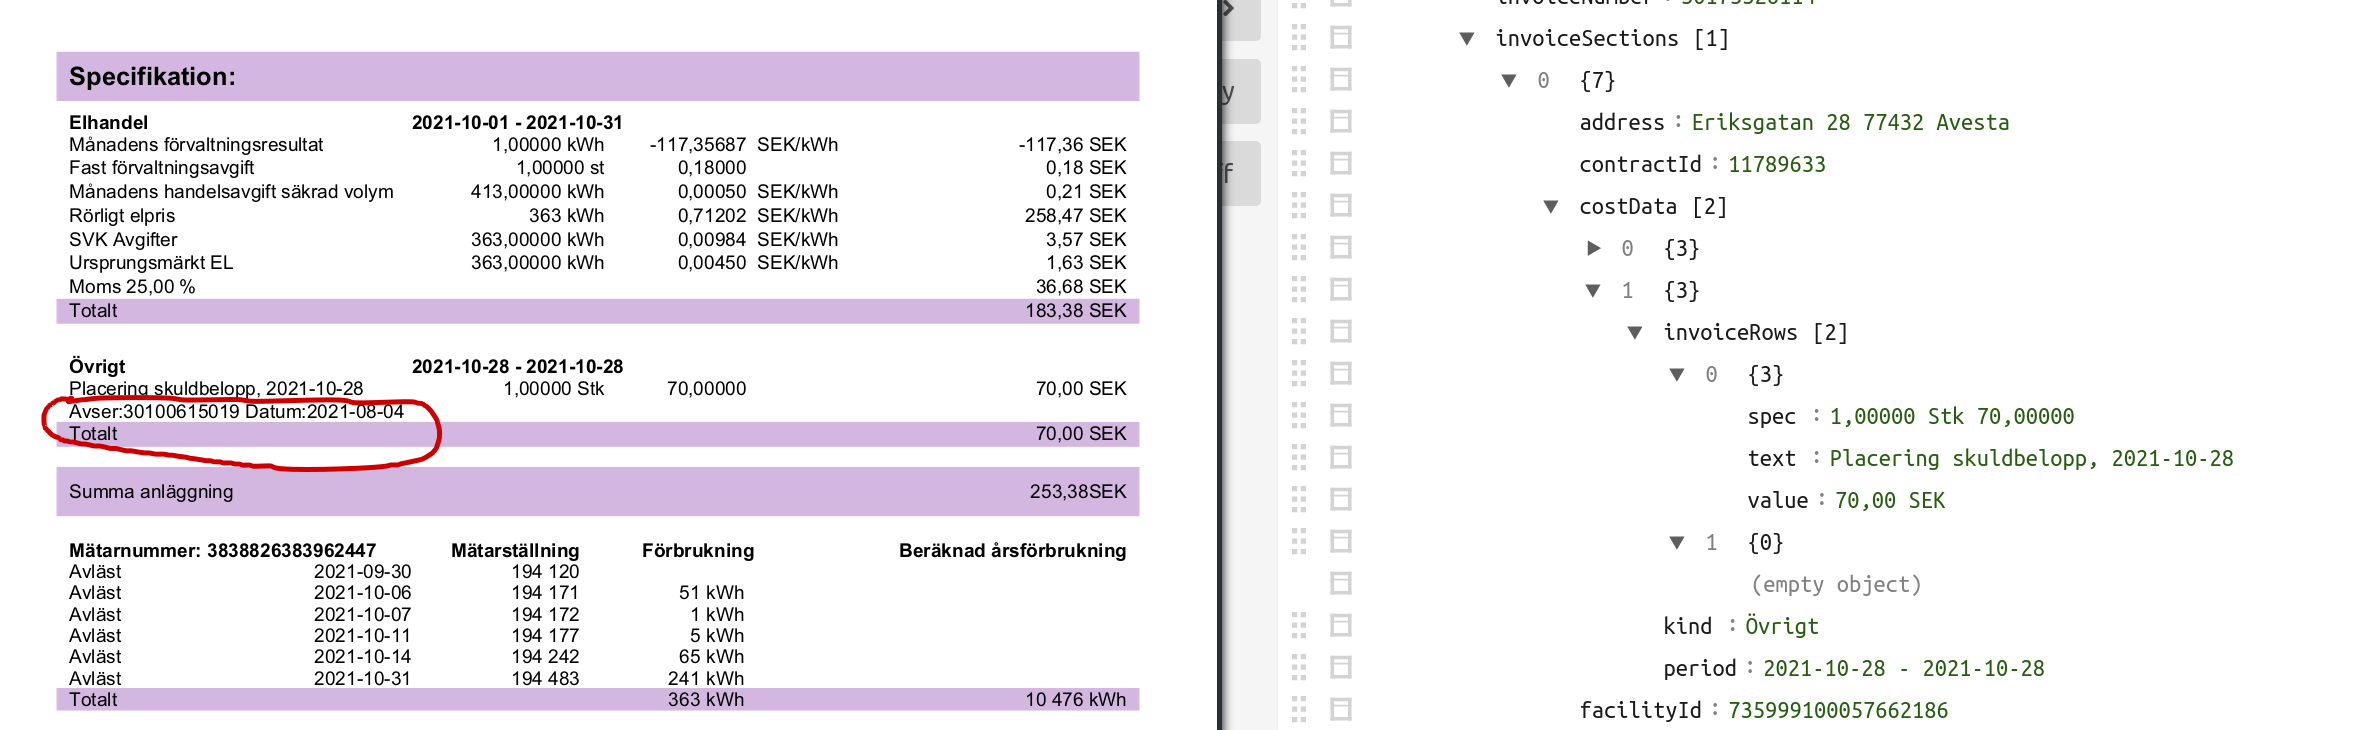 Specifikation:
Elhandel 2021-10-01 - 2021-10-31
Månadens förvaltningsresultat 1,00000 kWh -117,35687 SEK/kWh -117,36 SEK
Fast förvaltningsavgift 1,00000 st 0,18000 0,18 SEK
Månadens handelsavgift säkrad volym 413,00000 kWh 0,00050 SEK/kWh 0,21 SEK
Rörligt elpris 363 kWh 0,71202 SEK/kWh 258,47 SEK
SVK Avgifter 363,00000 kWh 0,00984 SEK/kWh 3,57 SEK
Ursprungsmärkt EL 363,00000 kWh 0,00450 SEK/kWh 1,63 SEK
Moms 25,00 % 36,68 SEK
Totalt 183,38 SEK
Övrigt 2021-10-28 - 2021-10-28
Placering skuldbelopp, 2021-10-28 1,00000 Stk 70,00000 70,00 SEK
Avser:30100615019 Datum:2021-08-04
Totalt 70,00 SEK
Summa anläggning 253,38SEK
Mätarnummer: 3838826383962447 Mätarställning Förbrukning Beräknad årsförbrukning
Avläst 2021-09-30 194 120
Avläst 2021-10-06 194 171 51 kWh
Avläst 2021-10-07 194 172 1 kWh
Avläst 2021-10-11 194 177 5 kWh
Avläst 2021-10-14 194 242 65 kWh
Avläst 2021-10-31 194 483 241 kWh
Totalt 363 kWh 10 476 kWh
y
f
invoiceSections [1]
0 {7}
address : Eriksgatan 28 77432 Avesta
contractId : 11789633
costData [2]
0 {3}
1 {3}
invoiceRows [2]
0 {3}
spec : 1,00000 Stk 70,00000
text : Placering skuldbelopp, 2021-10-28
value : 70,00 SEK
1 {0}
(empty object)
kind : Övrigt
period : 2021-10-28 - 2021-10-28
facilityId : 735999100057662186